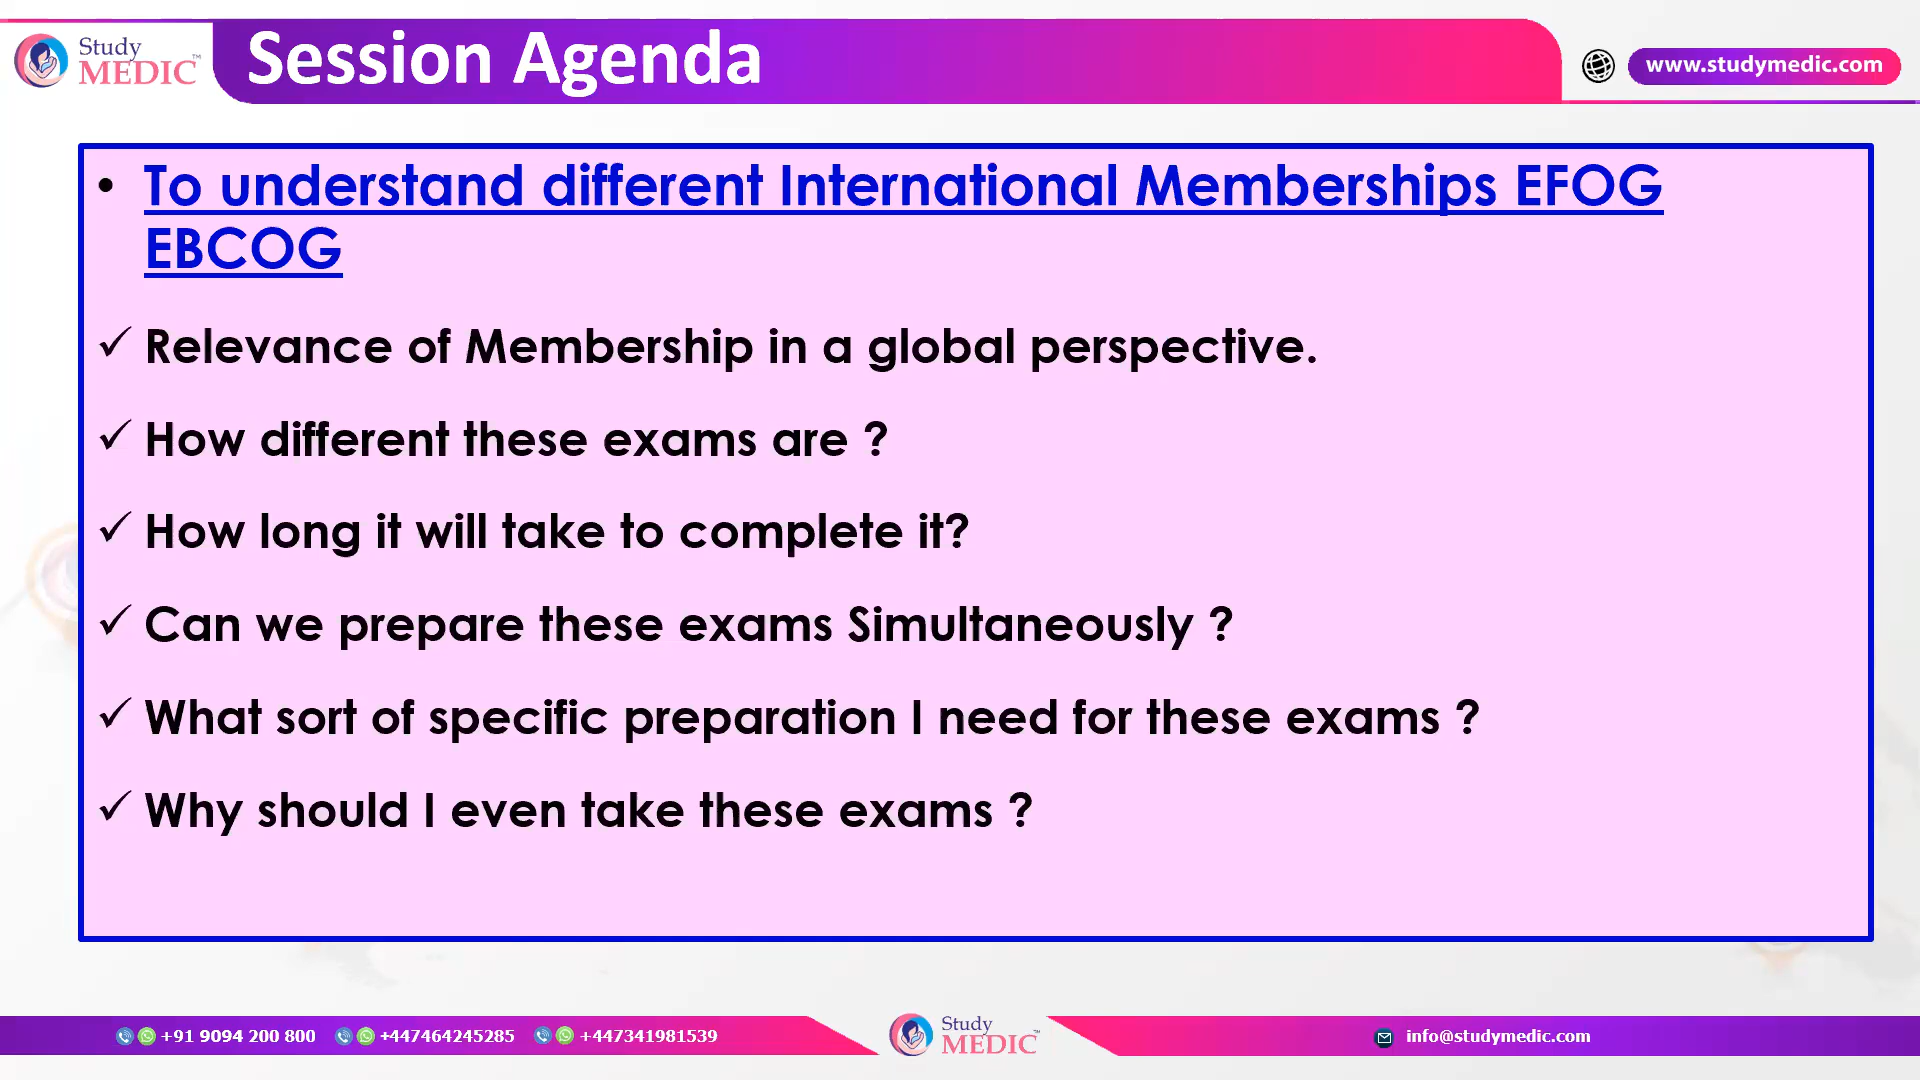 Study
MEDIC™
Session Agenda
www.studymedic.com
• To understand different International Memberships EFOG
EBCOG
✓ Relevance of Membership in a global perspective.
✓ How different these exams are ?
✓ How long it will take to complete it?
✓ Can we prepare these exams Simultaneously ?
✓ What sort of specific preparation I need for these exams ?
✓ Why should I even take these exams ?
+91 9094 200 800 +447464245285 +447341981539
Study
MEDIC™
info@studymedic.com